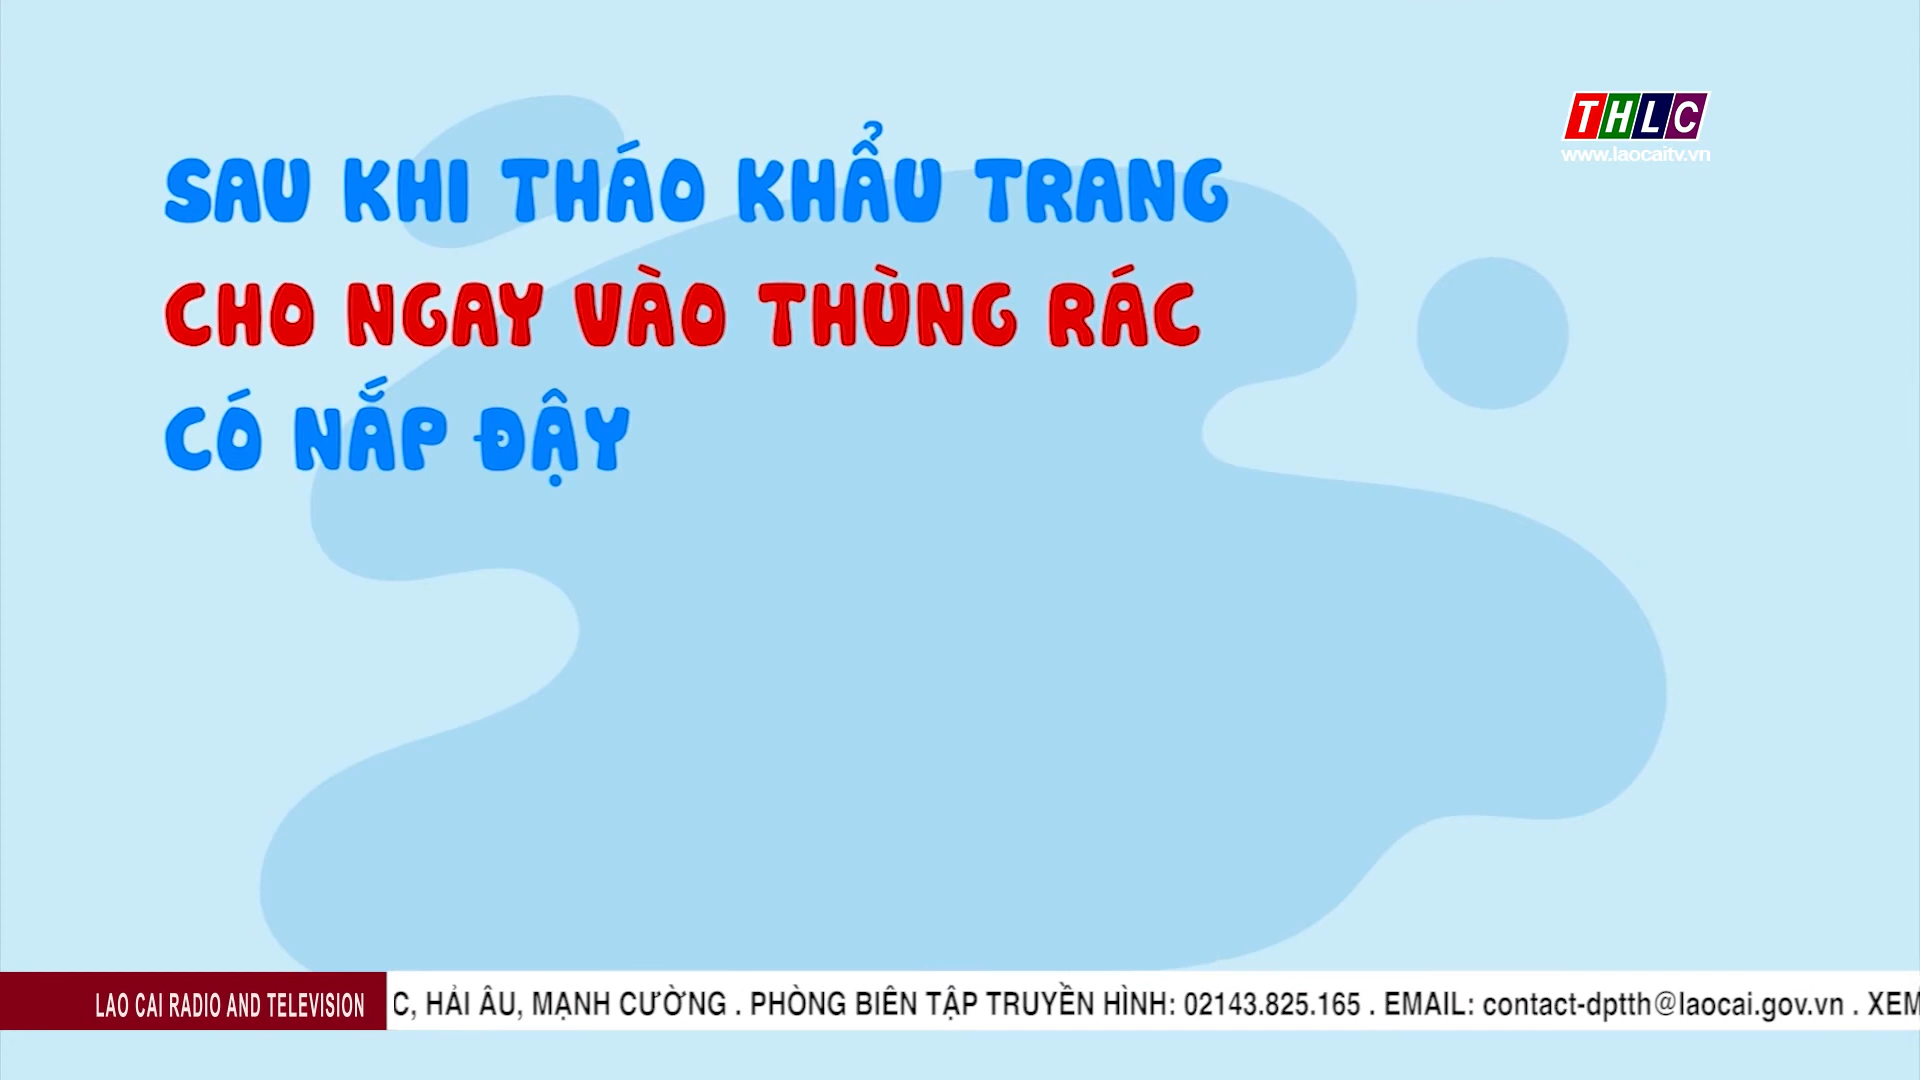 THLC
www.laocaitv.vn
SAU KHI THÁO KHẨU TRANG
CHO NGAY VÀO THÙNG RÁC
CÓ NẮP ĐẬY
LAO CAI RADIO AND TELEVISION
C, HẢI ÂU, MẠNH CƯỜNG . PHÒNG BIÊN TẬP TRUYỀN HÌNH: 02143.825.165 . EMAIL: contact-dptth@laocai.gov.vn . XEM